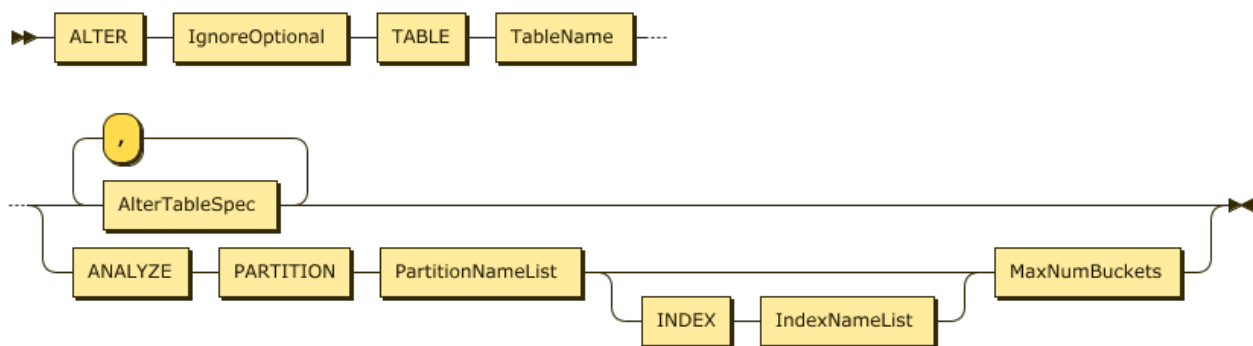 ALTER IgnoreOptional TABLE TableName
,
AlterTableSpec
ANALYZE PARTITION PartitionNameList MaxNumBuckets
INDEX IndexNameList